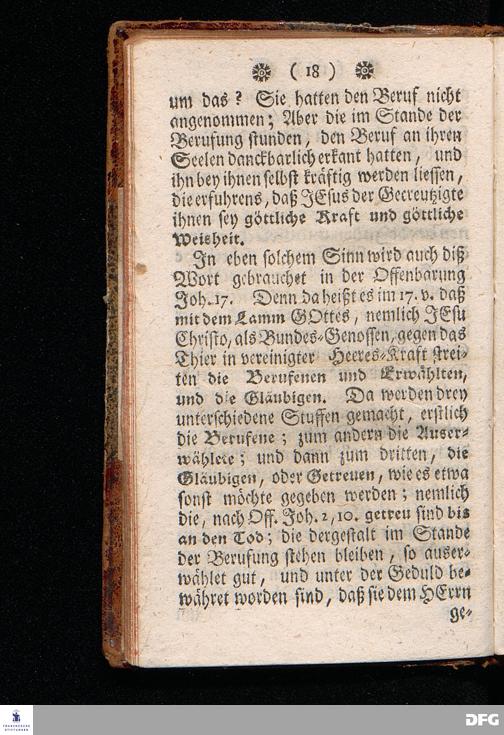 ( 18 )
um das? Sie hatten den Beruf nicht
angenommen; Aber die im Stande der
Berufung stunden, den Beruf an ihren
Seelen danckbarlich erkant hatten, und
ihn bey ihnen selbst kräftig werden liessen,
die erfuhrens, daß JEsus der Gecreutzigte
ihnen sey göttliche Kraft und göttliche
Weisheit.
In eben solchem Sinn wird auch diß
Wort gebrauchet in der Offenbarung
Joh. 17. Denn da heißt es im 17. v. daß
mit dem Lamm GOttes, nemlich JEsu
Christo, als Bundes-Genossen, gegen das
Thier in vereinigter Heeres-Kraft strei-
ten die Berufenen und Erwählten,
und die Gläubigen. Da werden drey
unterschiedene Stuffen gemacht, erstlich
die Berufene; zum andern die Auser-
wählete; und dann zum dritten, die
Gläubigen, oder Getreuen, wie es etwa
sonst möchte gegeben werden; nemlich
die, nach Off. Joh. 2, 10. getreu sind bis
an den Tod; die dergestalt im Stande
der Berufung stehen bleiben, so auser-
wählet gut, und unter der Geduld be-
währet worden sind, daß sie dem HErrn
ge-
FRANCKESCHE
STIFTUNGEN
DFG